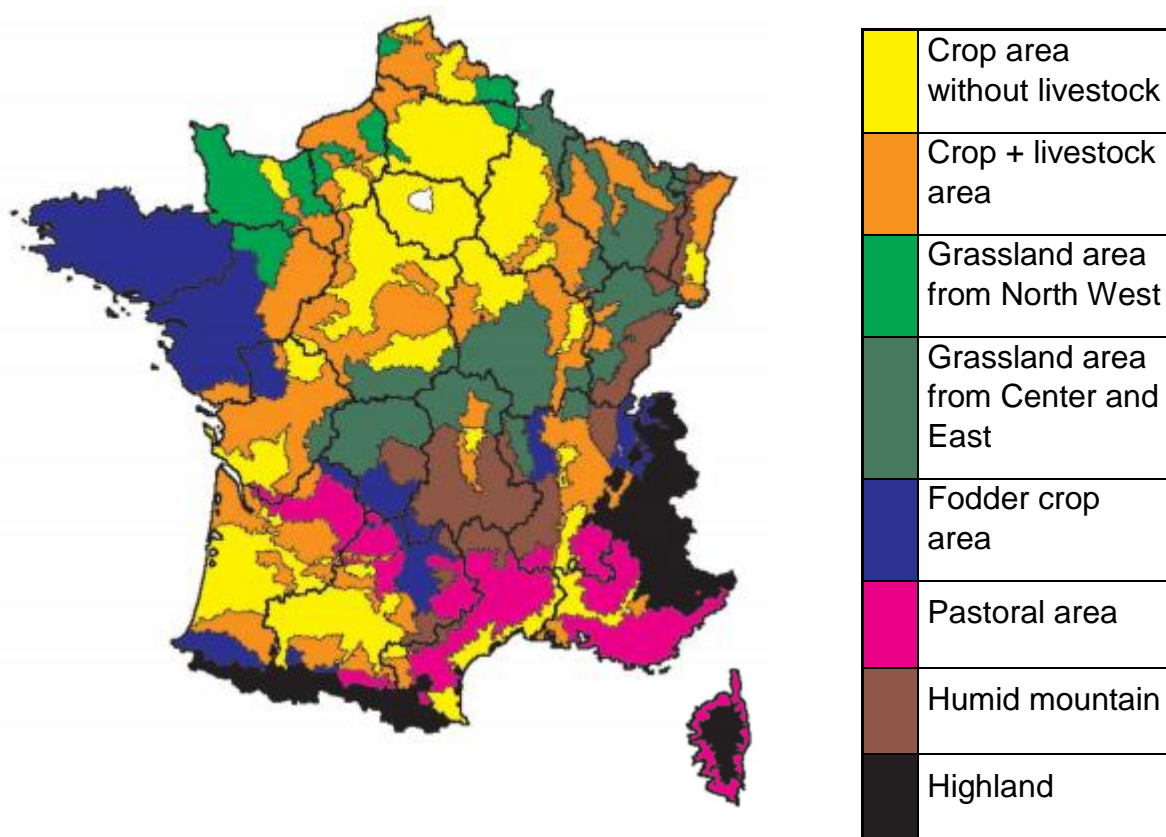 Crop area
without livestock
Crop + livestock
area
Grassland area
from North West
Grassland area
from Center and
East
Fodder crop
area
Pastoral area
Humid mountain
Highland